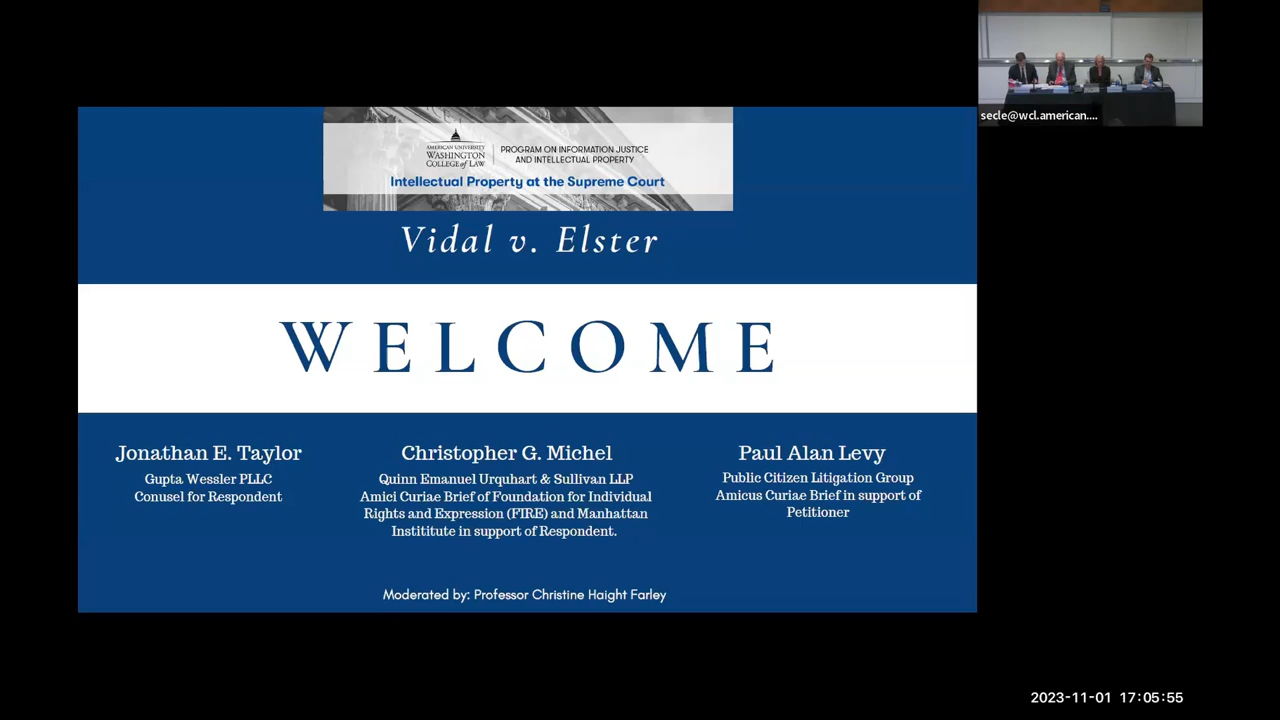 secle@wcl.american....
AMERICAN UNIVERSITY
WASHINGTON
COLLEGE of LAW
PROGRAM ON INFORMATION JUSTICE
AND INTELLECTUAL PROPERTY
Intellectual Property at the Supreme Court
Vidal v. Elster
WELCOME
Jonathan E. Taylor
Gupta Wessler PLLC
Conusel for Respondent
Christopher G. Michel
Quinn Emanuel Urquhart & Sullivan LLP
Amici Curiae Brief of Foundation for Individual
Rights and Expression (FIRE) and Manhattan
Instititute in support of Respondent.
Paul Alan Levy
Public Citizen Litigation Group
Amicus Curiae Brief in support of
Petitioner
Moderated by: Professor Christine Haight Farley
2023-11-01 17:05:55